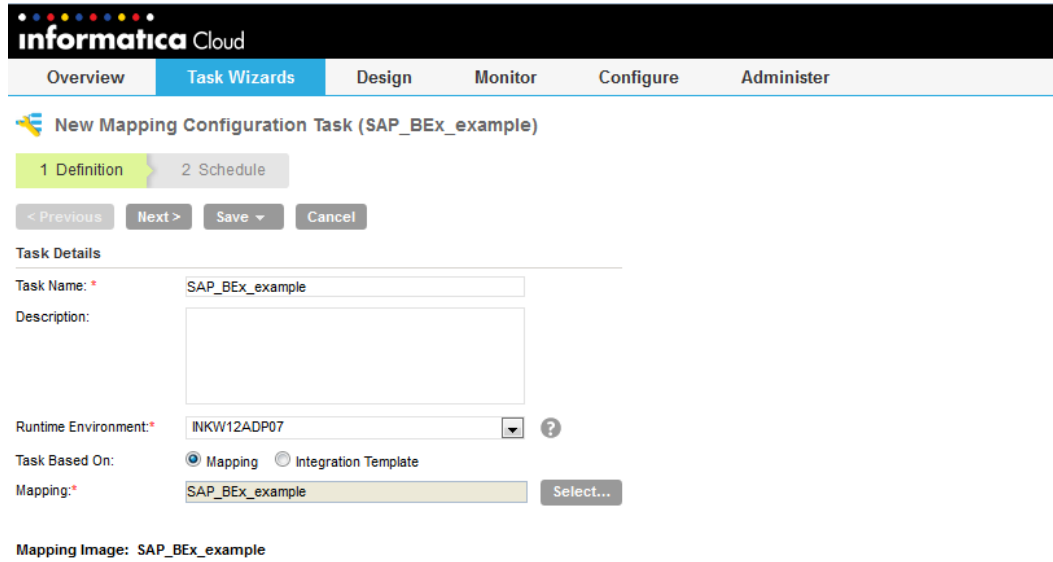 informatica Cloud
Overview Task Wizards Design Monitor Configure Administer
New Mapping Configuration Task (SAP_BEx_example)
1 Definition 2 Schedule
< Previous Next > Save Cancel
Task Details
Task Name: * SAP_BEx_example
Description:
Runtime Environment:* INKW12ADP07 ?
Task Based On: Mapping Integration Template
Mapping:* SAP_BEx_example Select...
Mapping Image: SAP_BEx_example